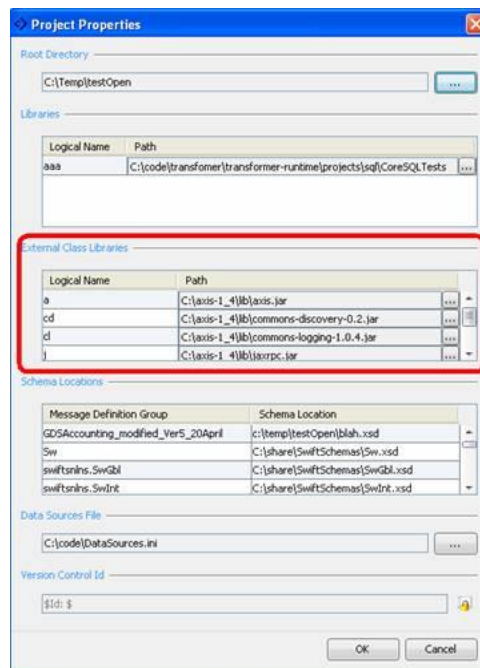 Project Properties
Root Directory
C:\Temp\testOpen
...
Libraries
Logical Name Path
aaa C:\code\transfomer\transformer-runtime\projects\sql\CoreSQLTests ...
External Class Libraries
Logical Name Path
a C:\axis-1_4\lib\axis.jar ...
cd C:\axis-1_4\lib\commons-discovery-0.2.jar ...
cl C:\axis-1_4\lib\commons-logging-1.0.4.jar ...
j C:\axis-1_4\lib\jaxrpc.jar ...
Schema Locations
Message Definition Group Schema Location
GDSAccounting_modified_Ver5_20April c:\temp\testOpen\blah.xsd
Sw C:\share\SwiftSchemas\Sw.xsd
swiftsnlns.SwGbl C:\share\SwiftSchemas\SwGbl.xsd
swiftsnlns.SwInt C:\share\SwiftSchemas\SwInt.xsd
Data Sources File
C:\code\DataSources.ini
...
Version Control Id
$Id: $
OK Cancel